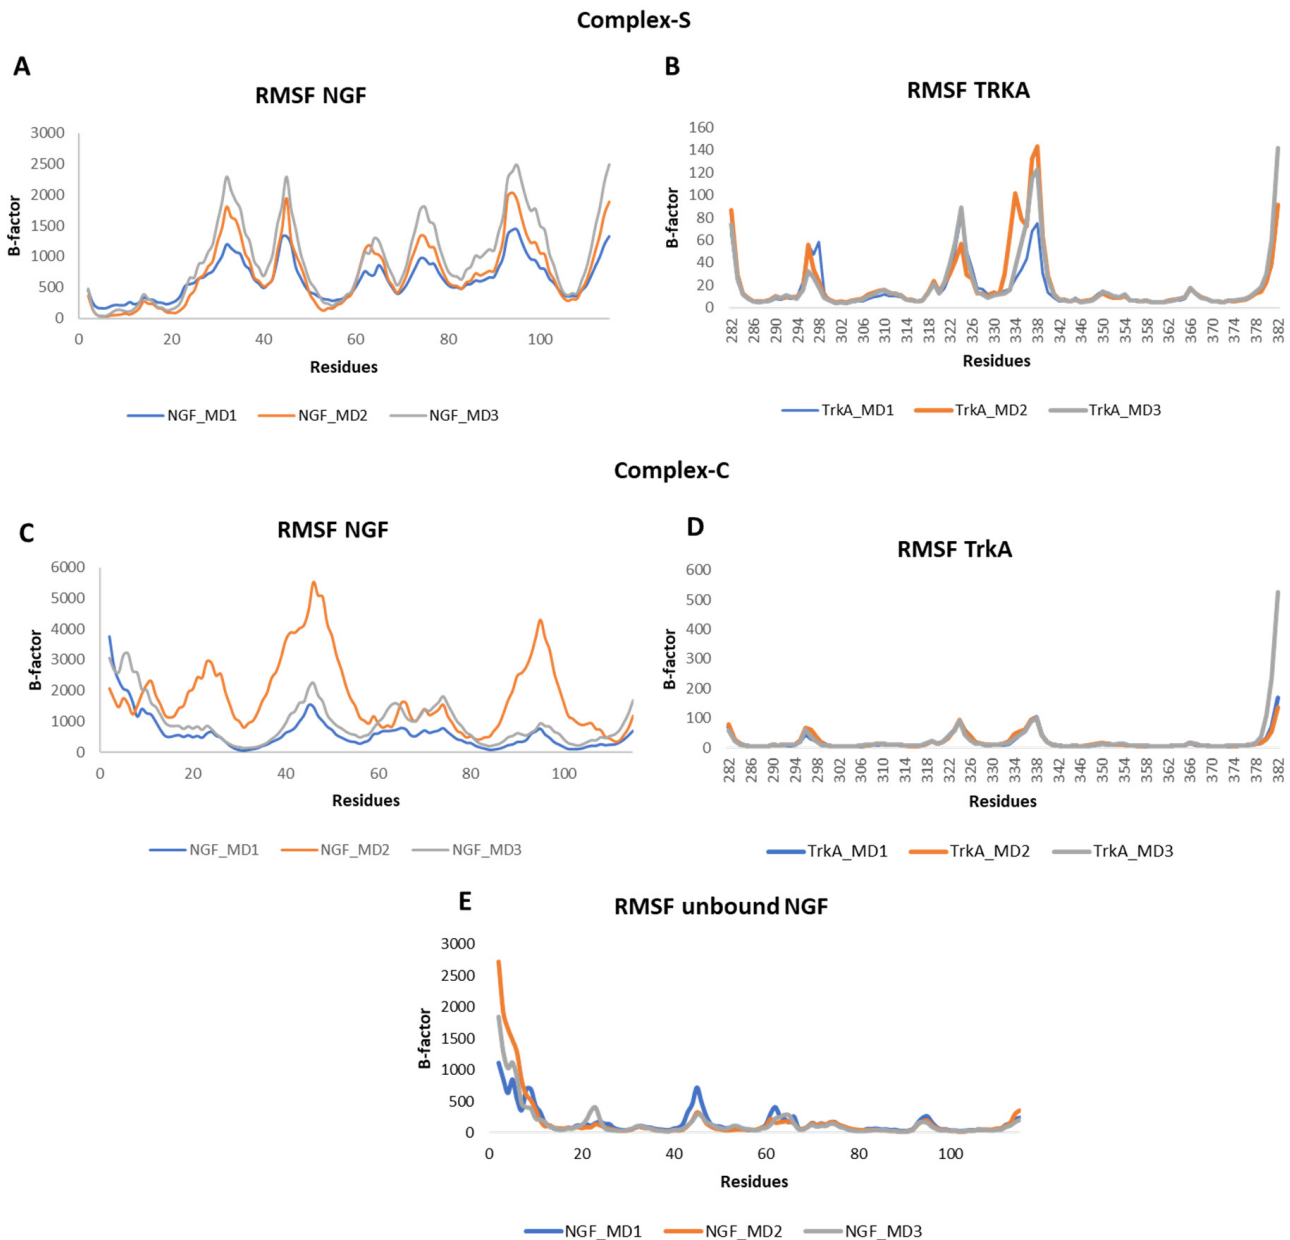 Complex-S
A
B
RMSF NGF
RMSF TRKA
B-factor
3000
2500
2000
1500
1000
500
0
0 20 40 60 80 100
Residues
NGF_MD1 NGF_MD2 NGF_MD3
B-factor
160
140
120
100
80
60
40
20
0
282 286 290 294 298 302 306 310 314 318 322 326 330 334 338 342 346 350 354 358 362 366 370 374 378 382
Residues
TrkA_MD1 TrkA_MD2 TrkA_MD3
Complex-C
C
D
RMSF NGF
RMSF TrkA
B-factor
6000
5000
4000
3000
2000
1000
0
0 20 40 60 80 100
Residues
NGF_MD1 NGF_MD2 NGF_MD3
B-factor
600
500
400
300
200
100
0
282 286 290 294 298 302 306 310 314 318 322 326 330 334 338 342 346 350 354 358 362 366 370 374 378 382
Residues
TrkA_MD1 TrkA_MD2 TrkA_MD3
E
RMSF unbound NGF
B-factor
3000
2500
2000
1500
1000
500
0
0 20 40 60 80 100
Residues
NGF_MD1 NGF_MD2 NGF_MD3